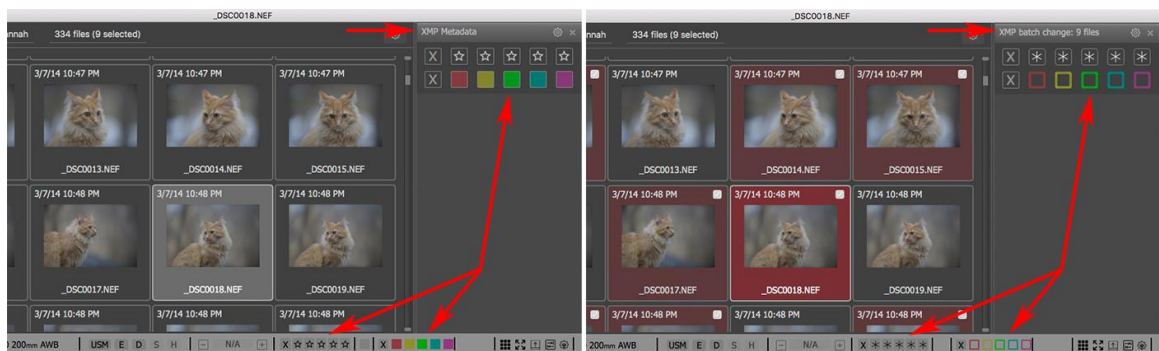 _DSC0018.NEF
nnah 334 files (9 selected)
XMP Metadata
X
X
3/7/14 10:47 PM 3/7/14 10:47 PM 3/7/14 10:47 PM
_DSC0013.NEF _DSC0014.NEF _DSC0015.NEF
3/7/14 10:48 PM 3/7/14 10:48 PM 3/7/14 10:48 PM
_DSC0017.NEF _DSC0018.NEF _DSC0019.NEF
3/7/14 10:48 PM 3/7/14 10:48 PM 3/7/14 10:48 PM
200mm AWB USM E D S H N/A X X
_DSC0018.NEF
nnah 334 files (9 selected)
XMP batch change: 9 files
X
X
3/7/14 10:47 PM 3/7/14 10:47 PM 3/7/14 10:47 PM
_DSC0013.NEF _DSC0014.NEF _DSC0015.NEF
3/7/14 10:48 PM 3/7/14 10:48 PM 3/7/14 10:48 PM
_DSC0017.NEF _DSC0018.NEF _DSC0019.NEF
3/7/14 10:48 PM 3/7/14 10:48 PM 3/7/14 10:48 PM
200mm AWB USM E D S H N/A X X